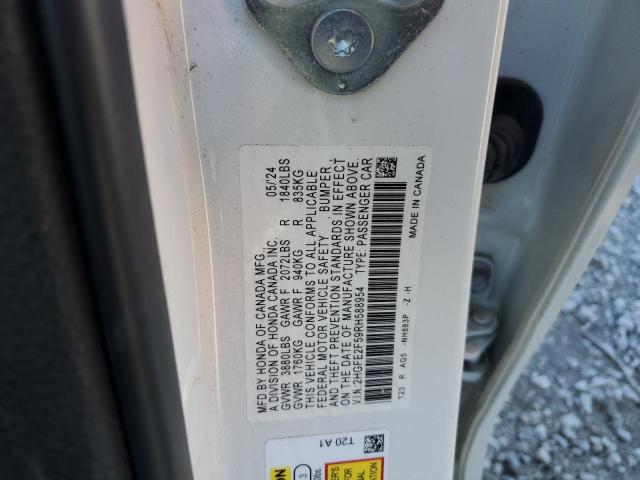 MFD BY HONDA OF CANADA MFG. 05/24
A DIVISION OF HONDA CANADA INC.
GVWR 3880LBS GAWR F 2072LBS R 1840LBS
GVWR 1760KG GAWR F 940KG R 835KG
THIS VEHICLE CONFORMS TO ALL APPLICABLE
FEDERAL MOTOR VEHICLE SAFETY , BUMPER
AND THEFT PREVENTION STANDARDS IN EFFECT
ON THE DATE OF MANUFACTURE SHOWN ABOVE.
V.I.N.:2HGFE2F59RH588954 TYPE: PASSENGER CAR
T23 R AG5 -NH883P -Z -H MADE IN CANADA
T20 A1